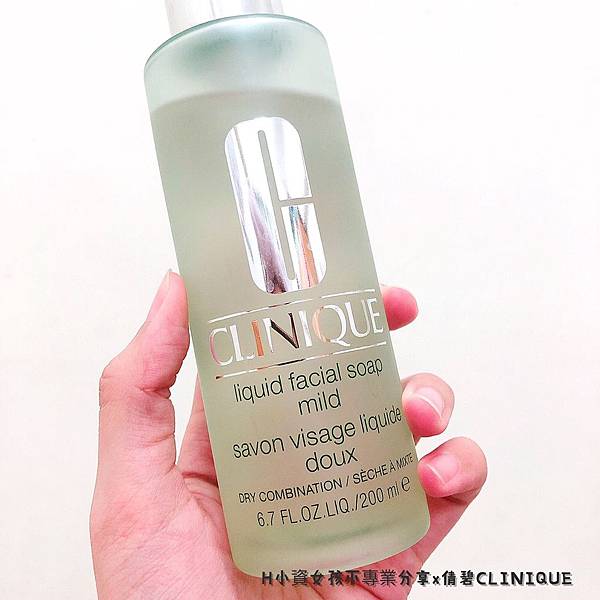 CLINIQUE
liquid facial soap
mild
savon visage liquide
doux
DRY COMBINATION / SÈCHE À MIXTE
6.7 FL.OZ.LIQ./200 ml ℮
H小資女孩不專業分享x倩碧CLINIQUE